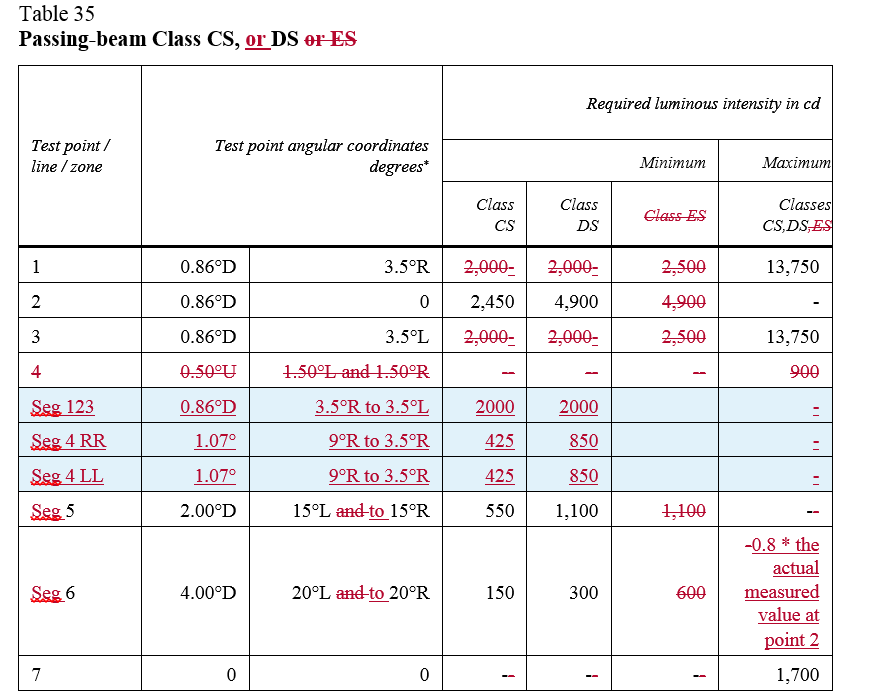 Table 35
Passing-beam Class CS, or DS or ES
Required luminous intensity in cd
Test point / line / zone
Test point angular coordinates degrees*
Minimum
Maximum
Class CS
Class DS
Class ES
Classes CS,DS,ES
1 0.86°D 3.5°R 2,000- 2,000- 2,500 13,750
2 0.86°D 0 2,450 4,900 4,900 -
3 0.86°D 3.5°L 2,000- 2,000- 2,500 13,750
4 0.50°U 1.50°L and 1.50°R -- -- -- 900
Seg 123 0.86°D 3.5°R to 3.5°L 2000 2000 -
Seg 4 RR 1.07° 9°R to 3.5°R 425 850 -
Seg 4 LL 1.07° 9°R to 3.5°R 425 850 -
Seg 5 2.00°D 15°L and to 15°R 550 1,100 1,100 --
Seg 6 4.00°D 20°L and to 20°R 150 300 600 -0.8 * the
actual
measured
value at
point 2
7 0 0 -- -- -- 1,700